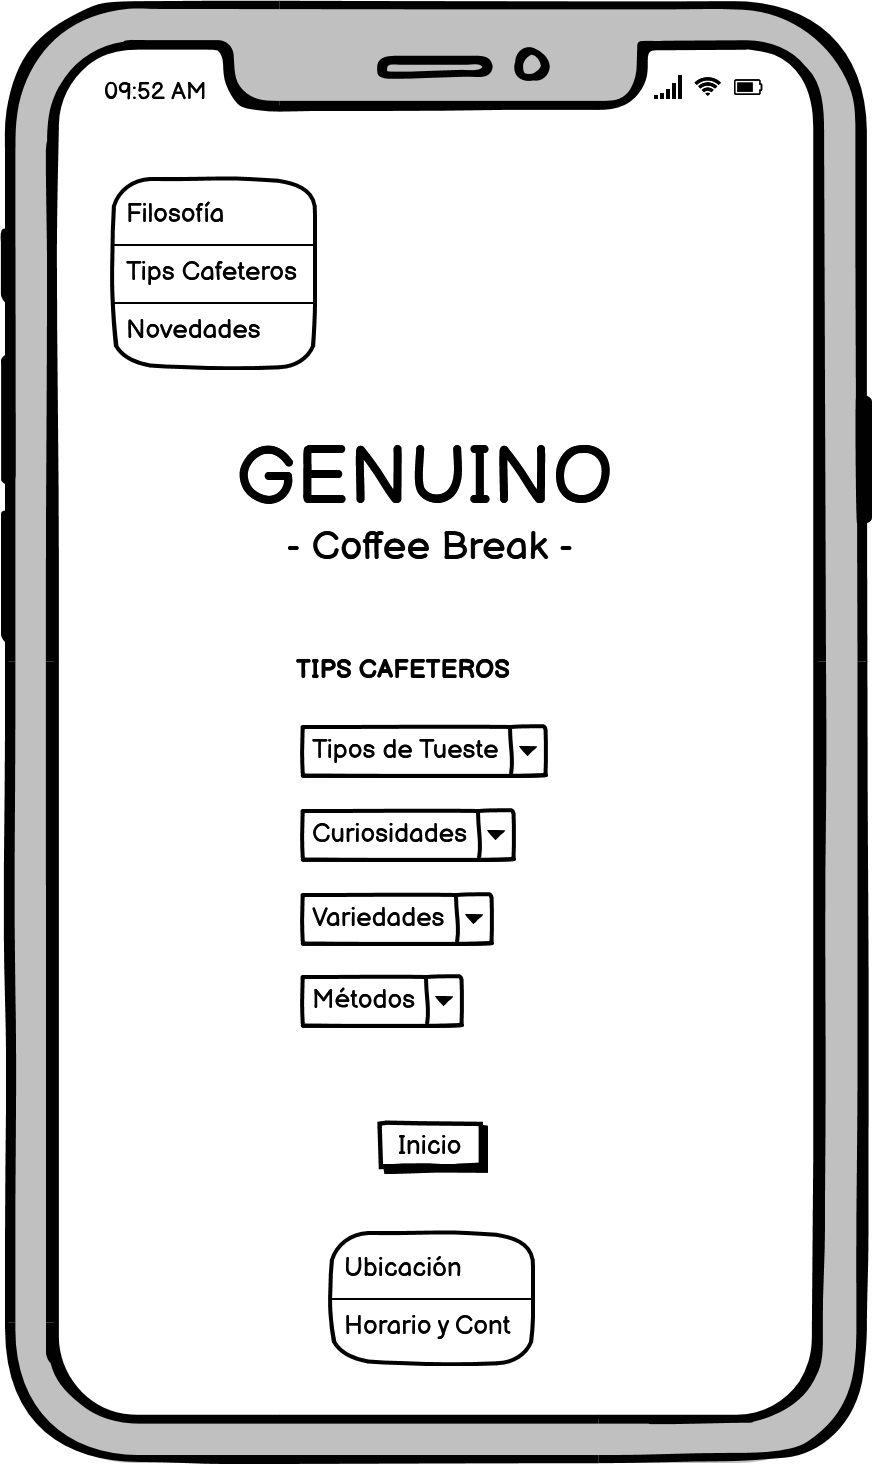 09:52 AM
Filosofía
Tips Cafeteros
Novedades
GENUINO
- Coffee Break -
TIPS CAFETEROS
Tipos de Tueste
Curiosidades
Variedades
Métodos
Inicio
Ubicación
Horario y Cont